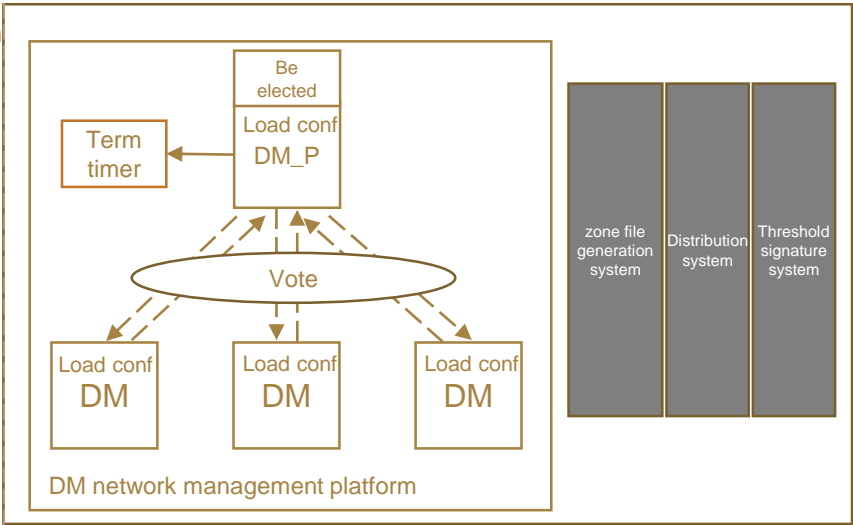 Be
elected
Load conf
DM_P
Term
timer
Vote
Load conf
DM
Load conf
DM
Load conf
DM
DM network management platform
zone file
generation
system
Distribution
system
Threshold
signature
system